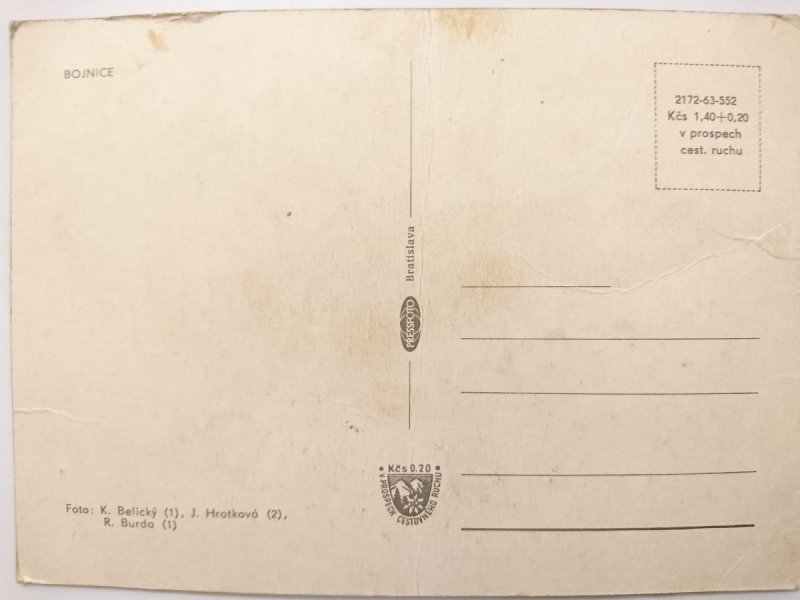 BOJNICE
2172-63-552
Kčs 1,40+0,20
v prospech
cest. ruchu
Bratislava
PRESSFOTO
• Kčs 0.20 •
V PROSPECH CESTOVNÉHO RUCHU
Foto: K. Belický (1), J. Hrotková (2),
R. Burda (1)